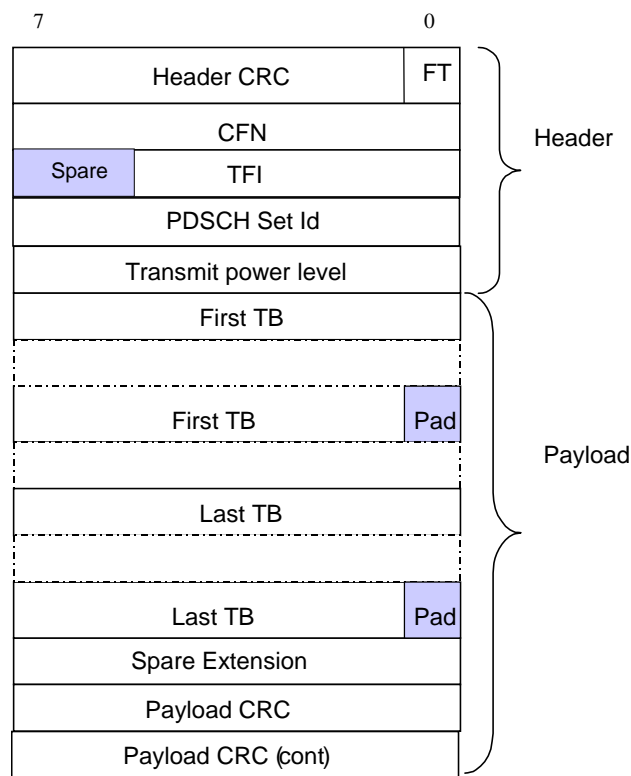 7 0
Header CRC FT
CFN
Header
Spare TFI
PDSCH Set Id
Transmit power level
First TB
First TB Pad
Payload
Last TB
Last TB Pad
Spare Extension
Payload CRC
Payload CRC (cont)